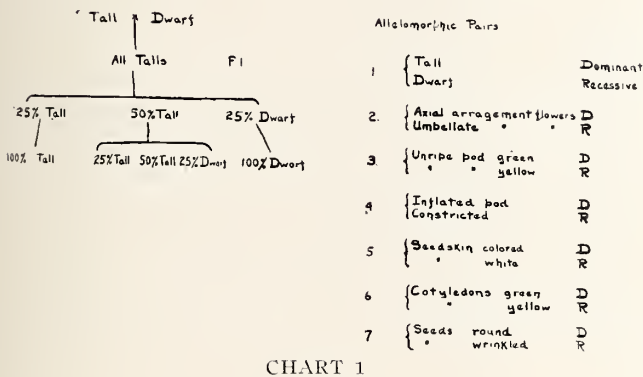 Tall × Dwarf
All Talls F1
25% Tall 50% Tall 25% Dwarf
100% Tall 25% Tall 50% Tall 25% Dwarf 100% Dwarf
Allelomorphic Pairs
1 { Tall Dominant
Dwarf Recessive
2. { Axial arragement flowers D
Umbellate " " R
3. { Unripe pod green D
" " yellow R
4 { Inflated pod D
Constricted R
5 { Seedskin colored D
" white R
6 { Cotyledons green D
" yellow R
7 { Seeds round D
" wrinkled R
CHART 1